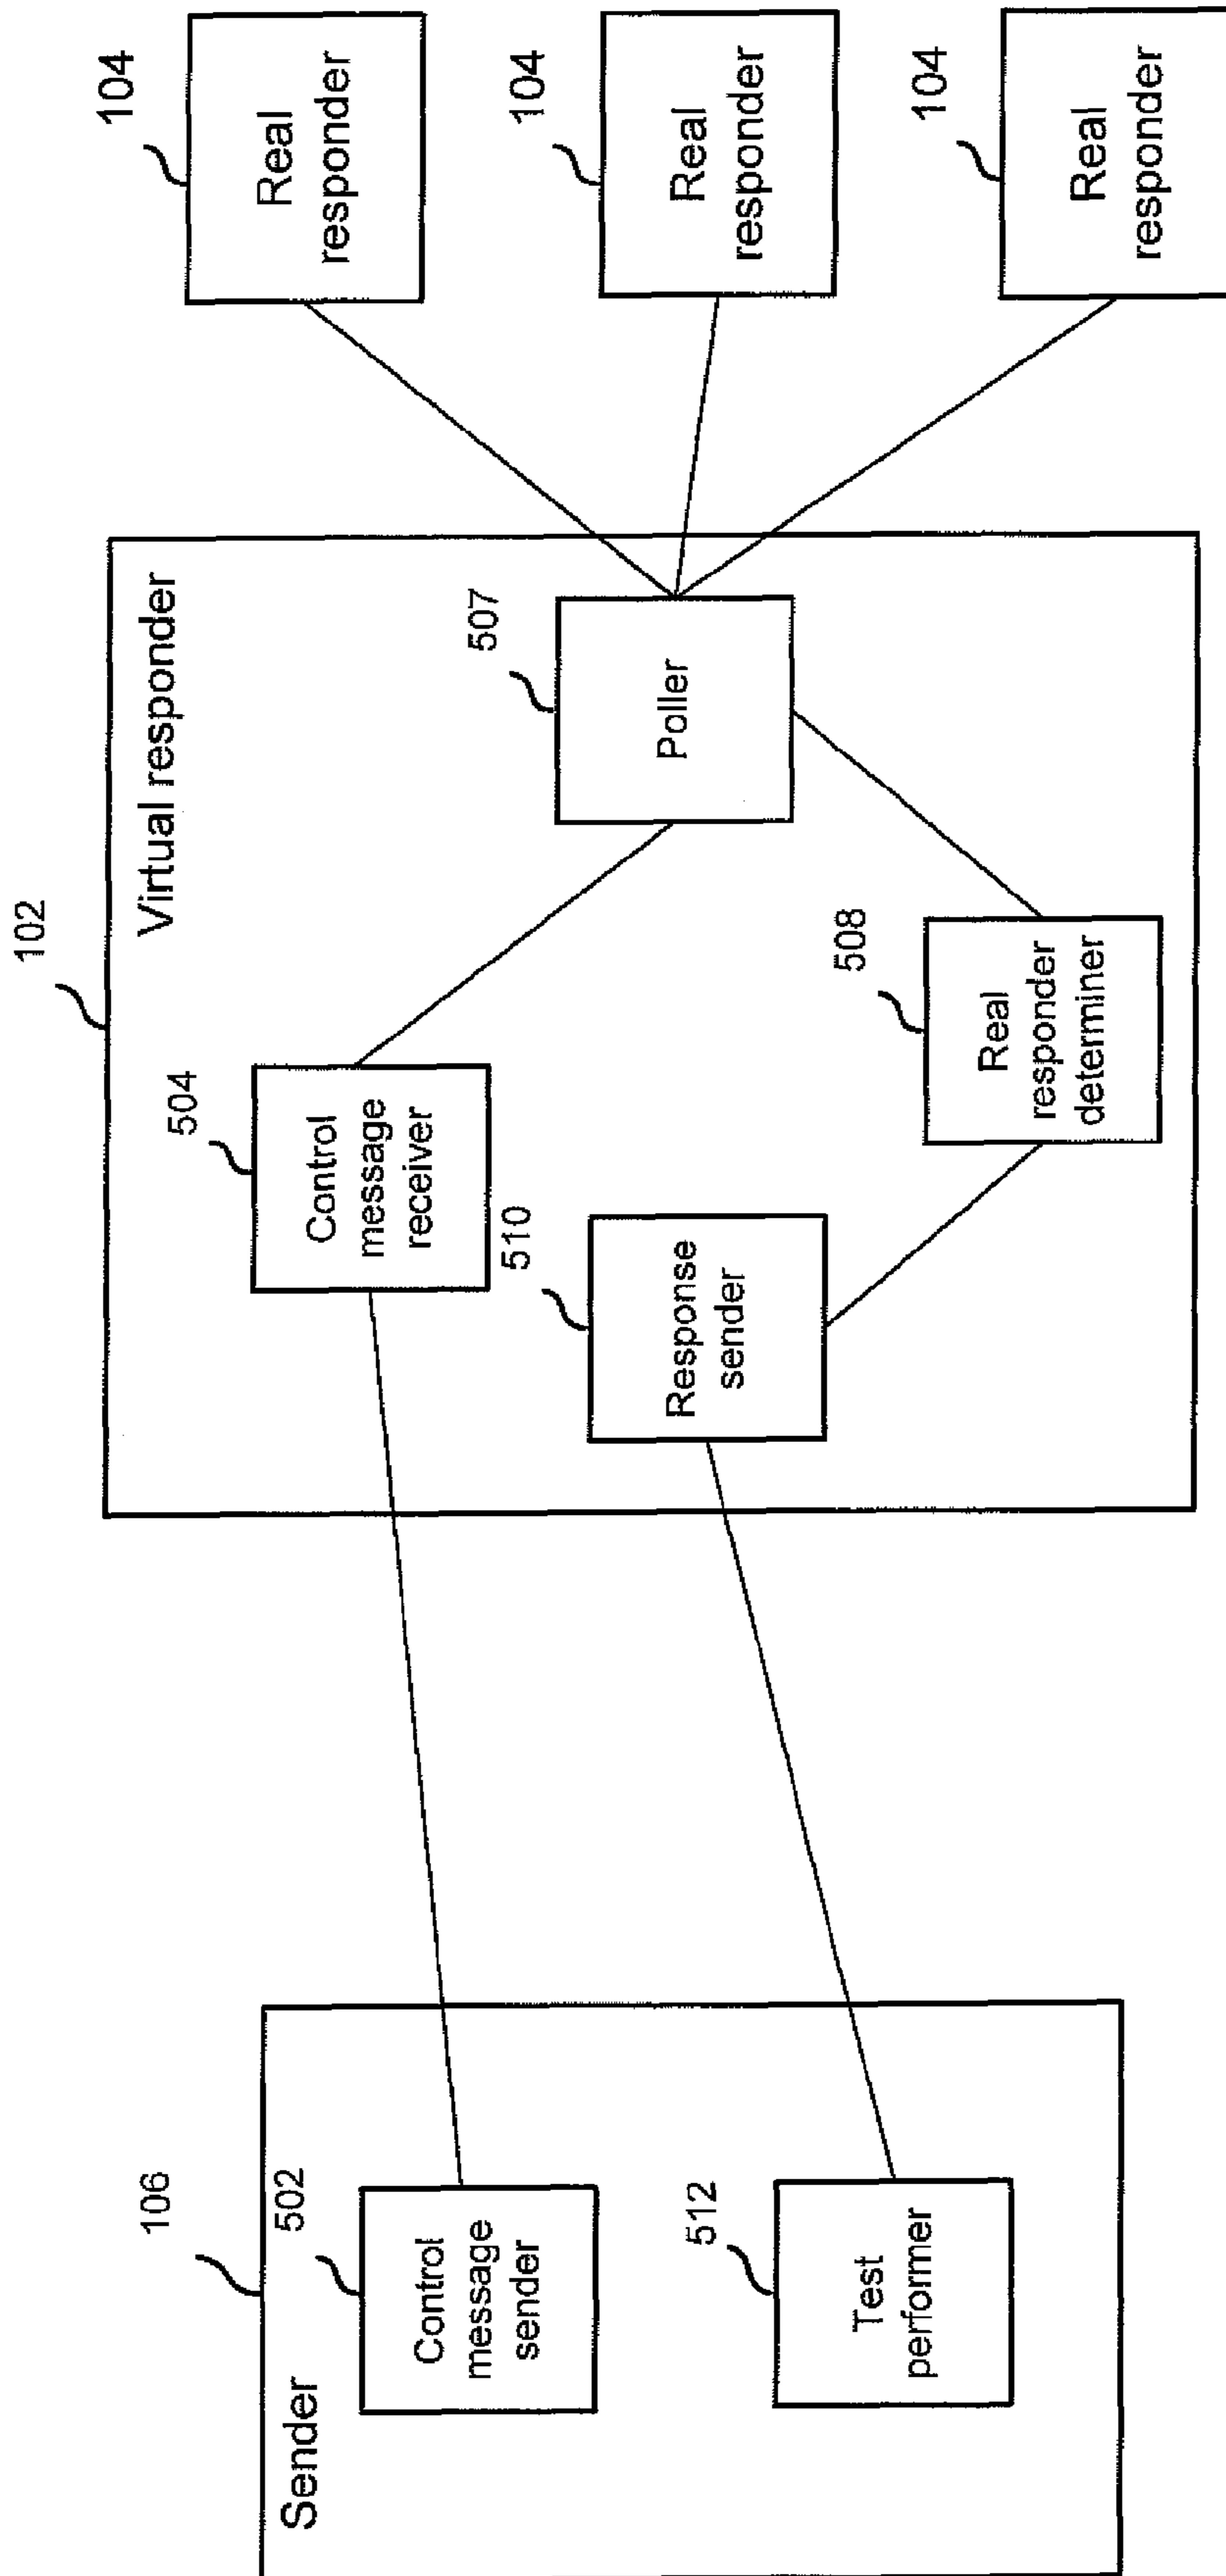 106
Sender
502
Control
message
sender
512
Test
performer
102
Virtual responder
504
Control
message
receiver
510
Response
sender
507
Poller
508
Real
responder
determiner
104
Real
responder
104
Real
responder
104
Real
responder